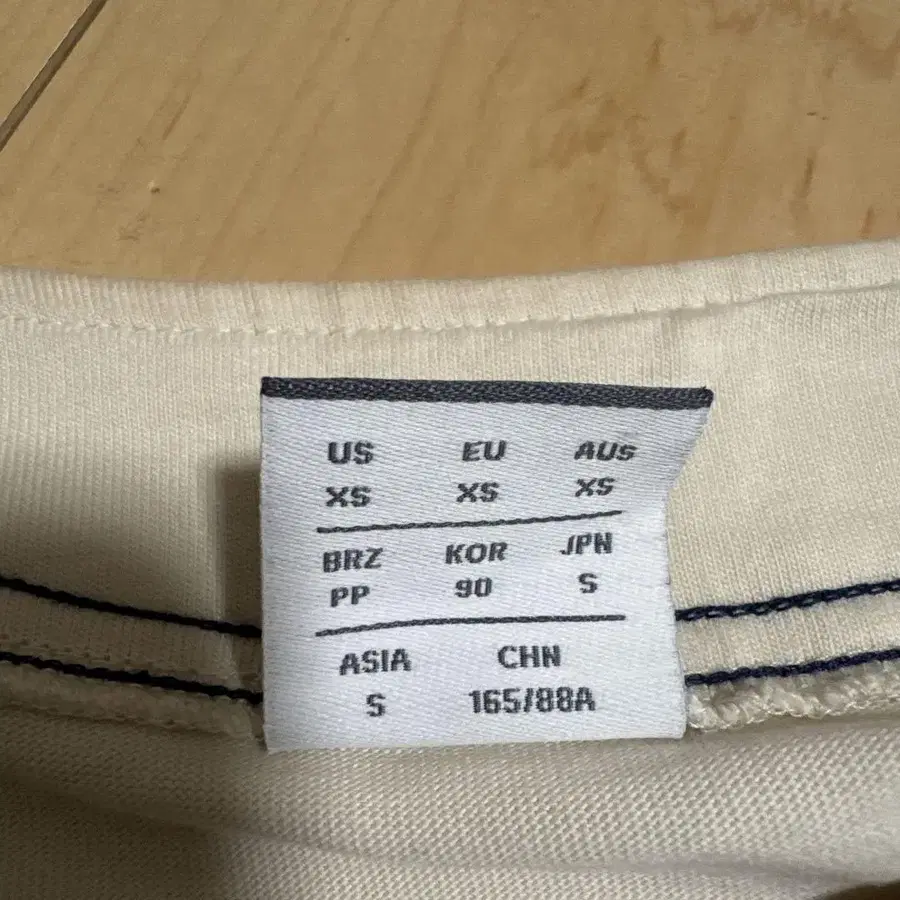 US EU AUS
XS XS XS
BRZ KOR JPN
PP 90 S
ASIA CHN
S 165/88A